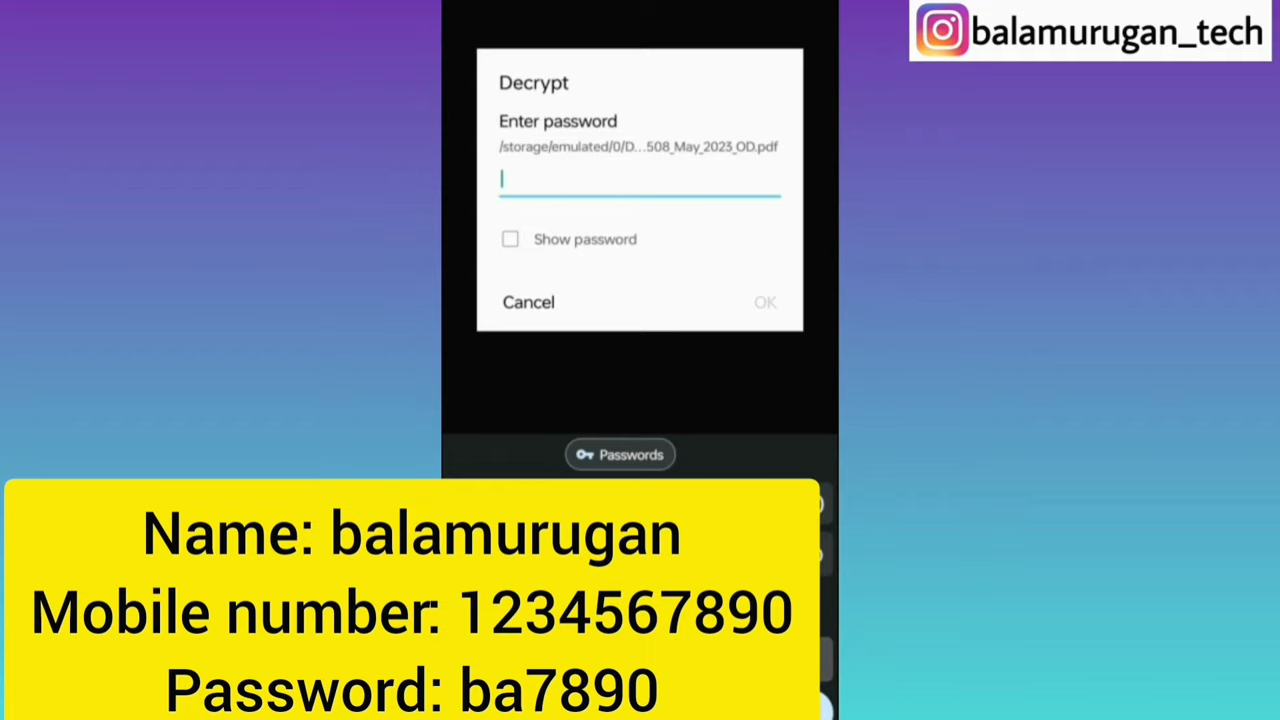 balamurugan_tech
Decrypt
Enter password
/storage/emulated/0/D...508_May_2023_OD.pdf
Show password
Cancel OK
Passwords
Name: balamurugan
Mobile number: 1234567890
Password: ba7890